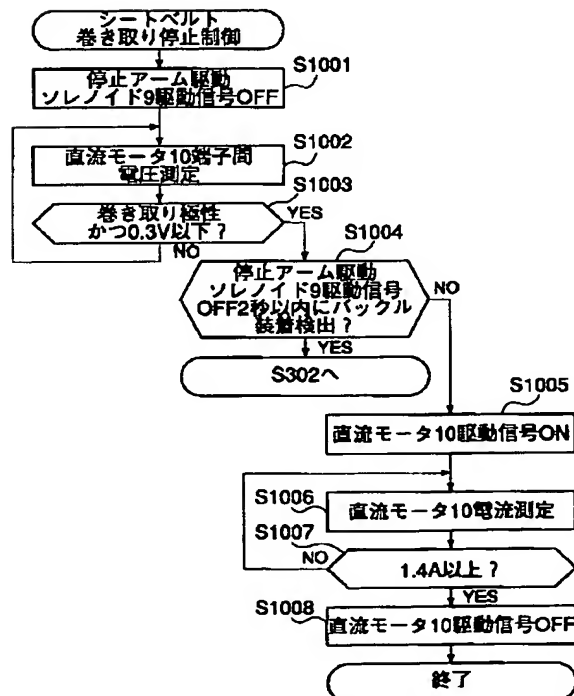 シートベルト
巻き取り停止制御
S1001
停止アーム駆動
ソレノイド9駆動信号OFF
S1002
直流モータ10端子間
電圧測定
S1003
巻き取り極性
かつ0.3V以下？
YES
NO
S1004
停止アーム駆動
ソレノイド9駆動信号
OFF2秒以内にバックル
装着検出？
NO
YES
S302へ
S1005
直流モータ10駆動信号ON
S1006
直流モータ10電流測定
S1007
NO
1.4A以上？
YES
S1008
直流モータ10駆動信号OFF
終了